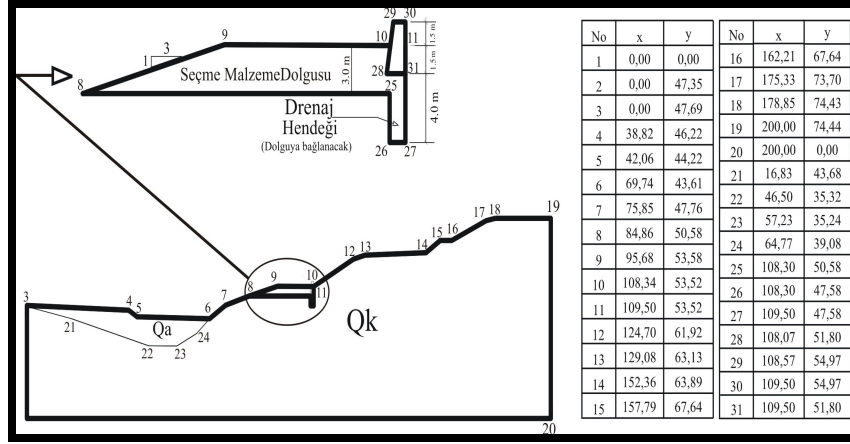 29 30
9
10
11
1.5 m
1.5 m
3
1
28
31
8
Seçme MalzemeDolgusu
3.0 m
25
Drenaj
Hendeği
(Dolguya bağlanacak)
4.0 m
26
27
17 18
19
15 16
12 13
14
9
10
3
4
5
6
7
8
11
21
Qa
24
22
23
Qk
20
No x y
1 0,00 0,00
2 0,00 47,35
3 0,00 47,69
4 38,82 46,22
5 42,06 44,22
6 69,74 43,61
7 75,85 47,76
8 84,86 50,58
9 95,68 53,58
10 108,34 53,52
11 109,50 53,52
12 124,70 61,92
13 129,08 63,13
14 152,36 63,89
15 157,79 67,64
No x y
16 162,21 67,64
17 175,33 73,70
18 178,85 74,43
19 200,00 74,44
20 200,00 0,00
21 16,83 43,68
22 46,50 35,32
23 57,23 35,24
24 64,77 39,08
25 108,30 50,58
26 108,30 47,58
27 109,50 47,58
28 108,07 51,80
29 108,57 54,97
30 109,50 54,97
31 109,50 51,80